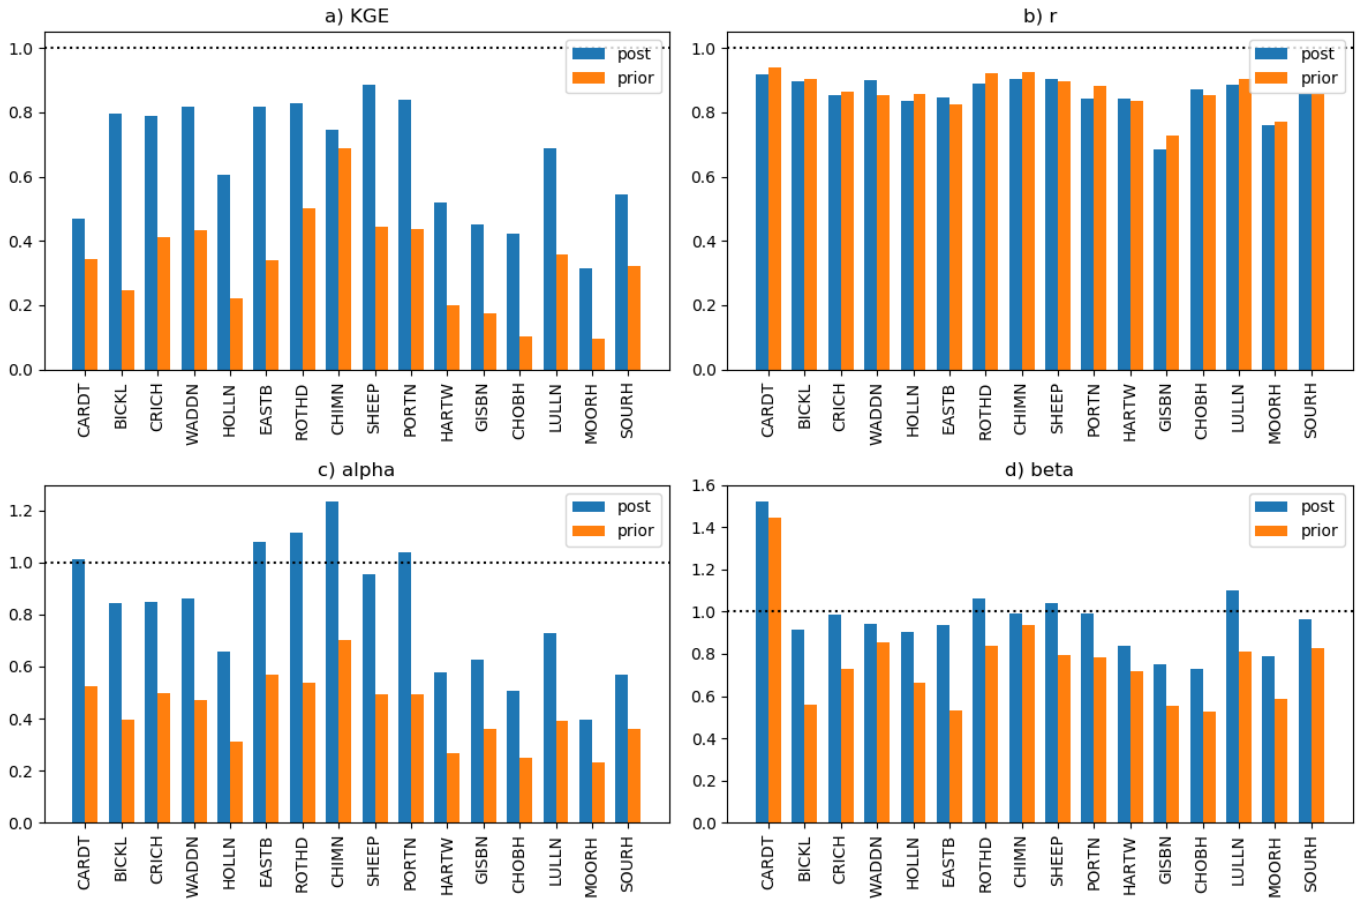 a) KGE
1.0
0.8
0.6
0.4
0.2
0.0
post
prior
CARDT
BICKL
CRICH
WADDN
HOLLN
EASTB
ROTHD
CHIMN
SHEEP
PORTN
HARTW
GISBN
CHOBH
LULLN
MOORH
SOURH
b) r
1.0
0.8
0.6
0.4
0.2
0.0
post
prior
CARDT
BICKL
CRICH
WADDN
HOLLN
EASTB
ROTHD
CHIMN
SHEEP
PORTN
HARTW
GISBN
CHOBH
LULLN
MOORH
SOURH
c) alpha
1.2
1.0
0.8
0.6
0.4
0.2
0.0
post
prior
CARDT
BICKL
CRICH
WADDN
HOLLN
EASTB
ROTHD
CHIMN
SHEEP
PORTN
HARTW
GISBN
CHOBH
LULLN
MOORH
SOURH
d) beta
1.6
1.4
1.2
1.0
0.8
0.6
0.4
0.2
0.0
post
prior
CARDT
BICKL
CRICH
WADDN
HOLLN
EASTB
ROTHD
CHIMN
SHEEP
PORTN
HARTW
GISBN
CHOBH
LULLN
MOORH
SOURH